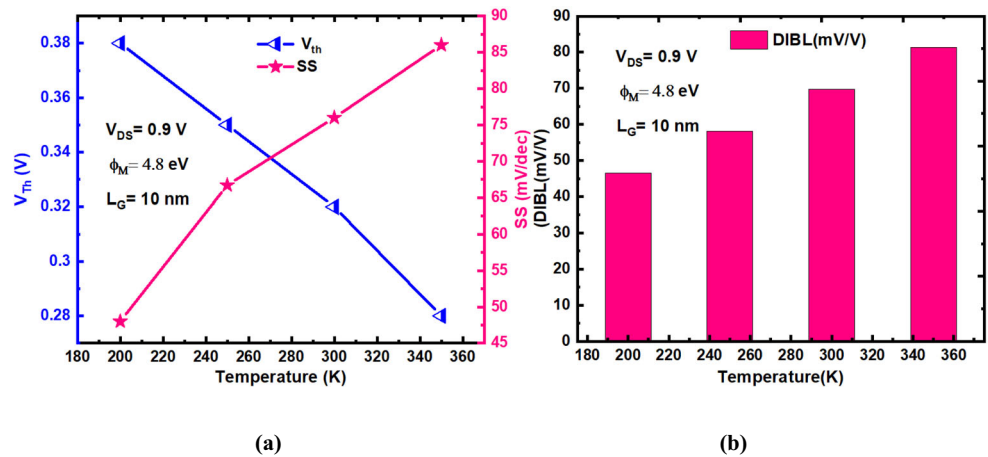 V_th
SS
V_DS= 0.9 V
ϕ_M= 4.8 eV
L_G= 10 nm
V_Th (V)
0.38
0.36
0.34
0.32
0.3
0.28
180 200 220 240 260 280 300 320 340 360
Temperature (K)
90
85
80
75
70
65
60
55
50
45
SS (mV/dec)
(a)
DIBL(mV/V)
V_DS= 0.9 V
ϕ_M= 4.8 eV
L_G= 10 nm
(DIBL(mV/V)
90
80
70
60
50
40
30
20
10
0
180 200 220 240 260 280 300 320 340 360
Temperature(K)
(b)